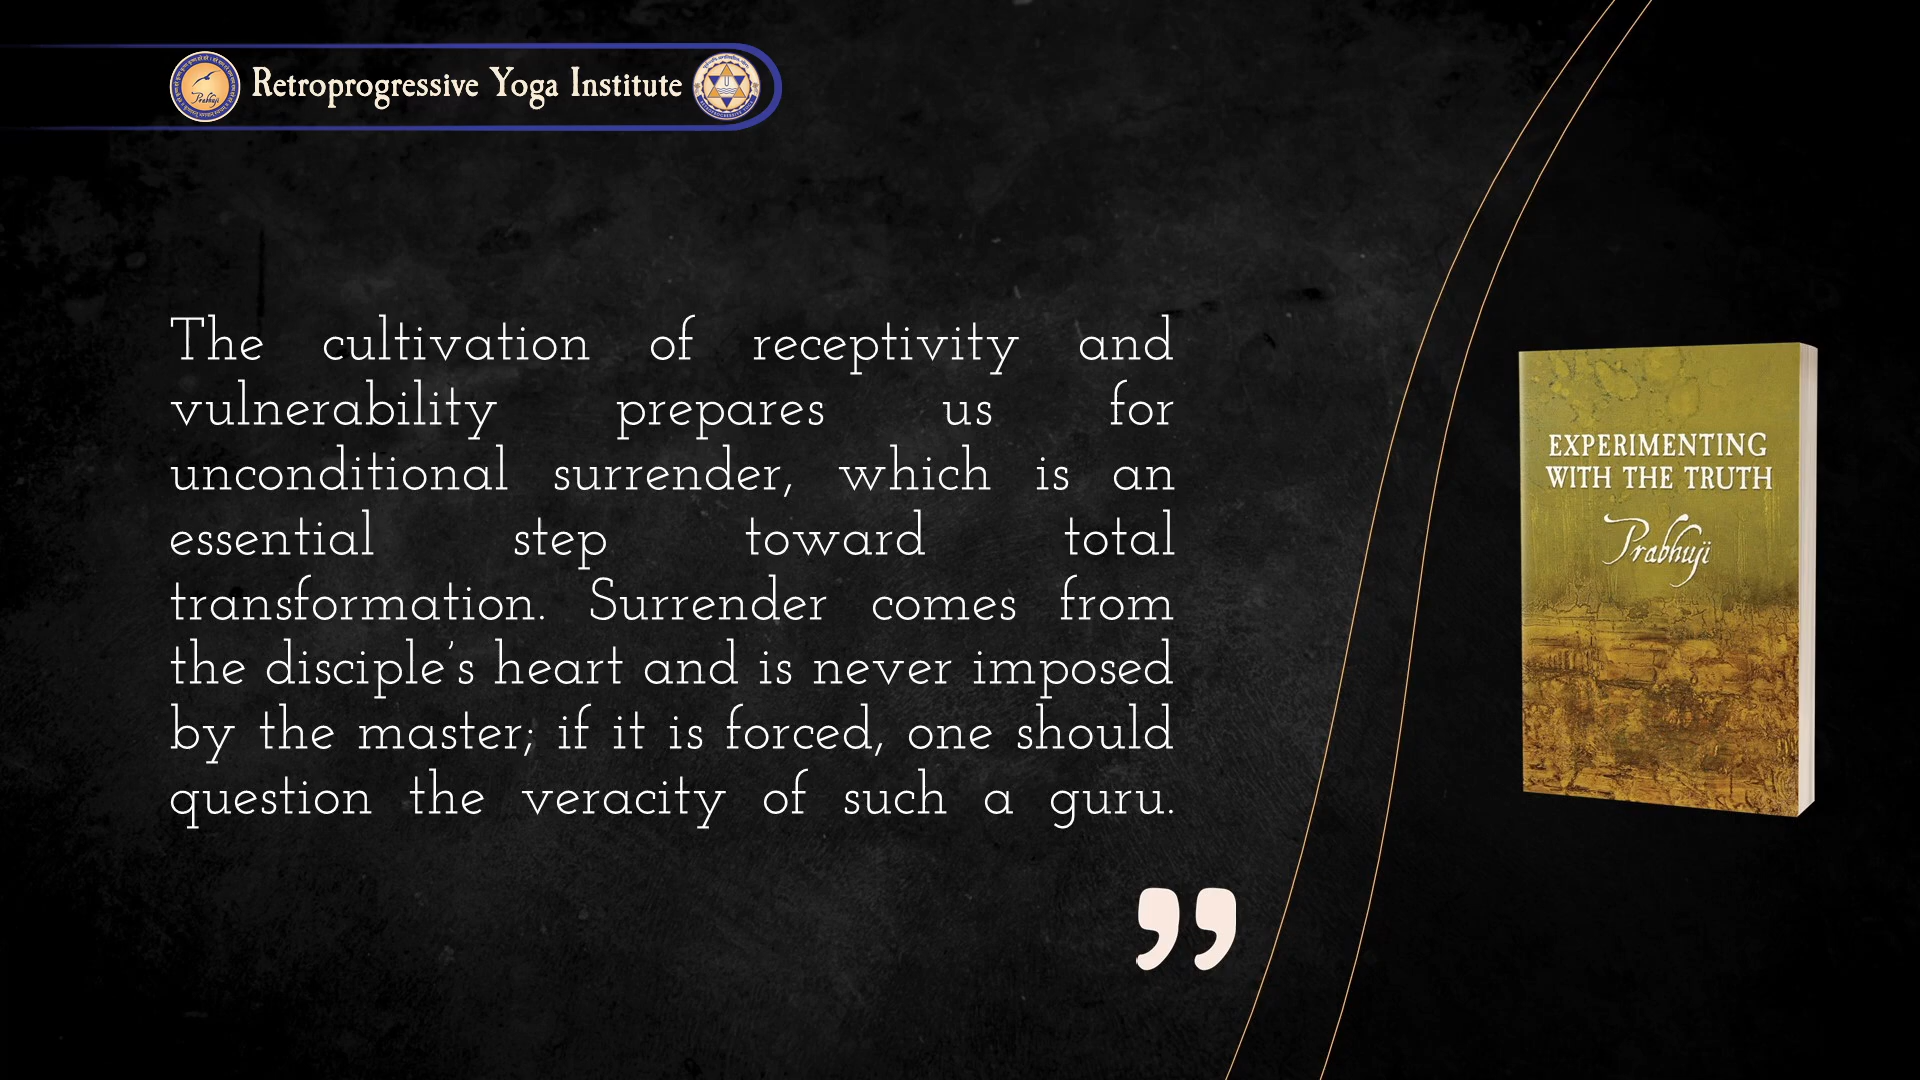 Prabhuji
Retroprogressive Yoga Institute
The cultivation of receptivity and
vulnerability prepares us for
unconditional surrender, which is an
essential step toward total
transformation. Surrender comes from
the disciple's heart and is never imposed
by the master; if it is forced, one should
question the veracity of such a guru.
”
EXPERIMENTING
WITH THE TRUTH
Prabhuji